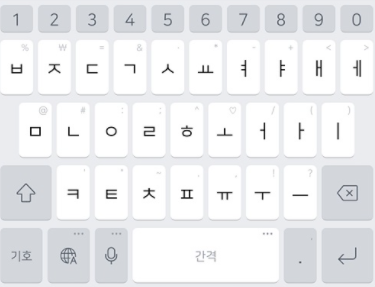 1 2 3 4 5 6 7 8 9 0
ㅂ ㅈ ㄷ ㄱ ㅅ ㅛ ㅕ ㅑ ㅐ ㅔ
ㅁ ㄴ ㅇ ㄹ ㅎ ㅗ ㅓ ㅏ ㅣ
ㅋ ㅌ ㅊ ㅍ ㅠ ㅜ ㅡ
기호 간격 .